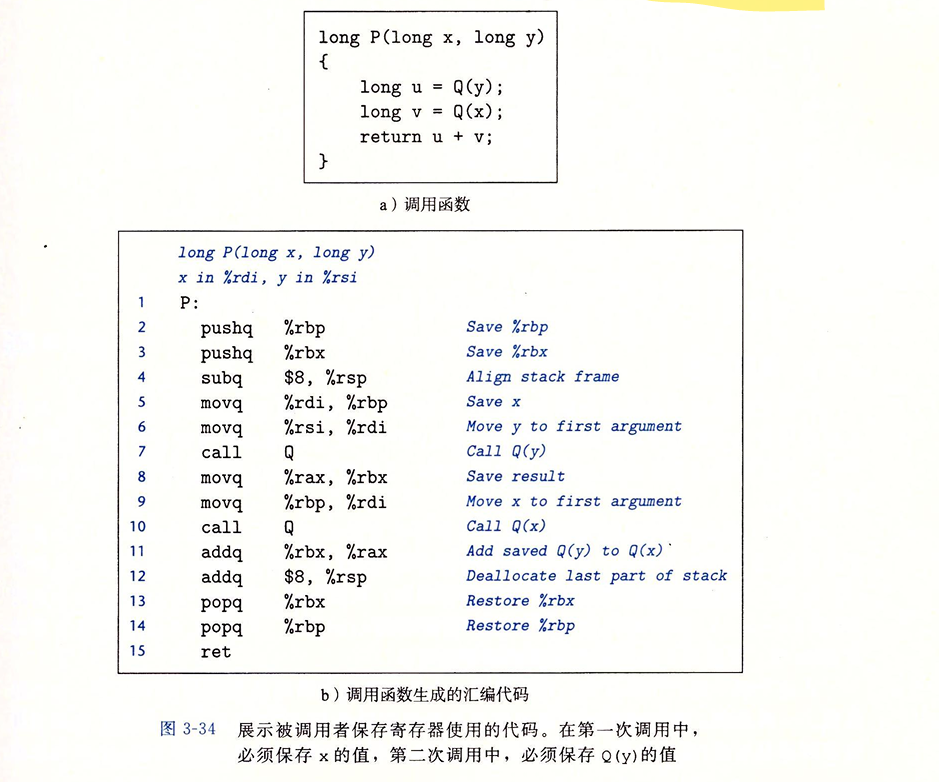 long P(long x, long y)
{
    long u = Q(y);
    long v = Q(x);
    return u + v;
}
a）调用函数
long P(long x, long y)
x in %rdi, y in %rsi
1 P:
2 pushq %rbp Save %rbp
3 pushq %rbx Save %rbx
4 subq $8, %rsp Align stack frame
5 movq %rdi, %rbp Save x
6 movq %rsi, %rdi Move y to first argument
7 call Q Call Q(y)
8 movq %rax, %rbx Save result
9 movq %rbp, %rdi Move x to first argument
10 call Q Call Q(x)
11 addq %rbx, %rax Add saved Q(y) to Q(x)
12 addq $8, %rsp Deallocate last part of stack
13 popq %rbx Restore %rbx
14 popq %rbp Restore %rbp
15 ret
b）调用函数生成的汇编代码
图 3-34 展示被调用者保存寄存器使用的代码。在第一次调用中，
必须保存 x 的值，第二次调用中，必须保存 Q(y)的值